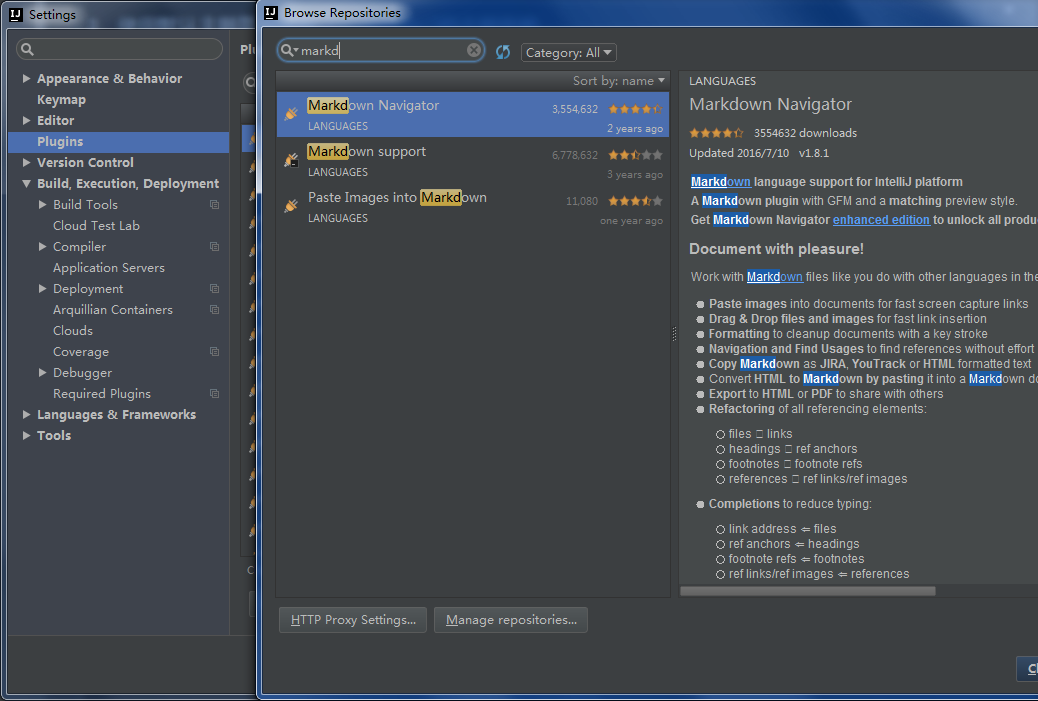 Settings
Appearance & Behavior
Keymap
Editor
Plugins
Version Control
Build, Execution, Deployment
Build Tools
Cloud Test Lab
Compiler
Application Servers
Deployment
Arquillian Containers
Clouds
Coverage
Debugger
Required Plugins
Languages & Frameworks
Tools
Browse Repositories
markd
Category: All
Sort by: name
Markdown Navigator
3,554,632
LANGUAGES
2 years ago
Markdown support
6,778,632
LANGUAGES
3 years ago
Paste Images into Markdown
11,080
LANGUAGES
one year ago
HTTP Proxy Settings...
Manage repositories...
LANGUAGES
Markdown Navigator
3554632 downloads
Updated 2016/7/10 v1.8.1
Markdown language support for IntelliJ platform
A Markdown plugin with GFM and a matching preview style.
Get Markdown Navigator enhanced edition to unlock all
Document with pleasure!
Work with Markdown files like you do with other languages in the
Paste images into documents for fast screen capture links
Drag & Drop files and images for fast link insertion
Formatting to cleanup documents with a key stroke
Navigation and Find Usages to find references without effort
Copy Markdown as JIRA, YouTrack or HTML formatted text
Convert HTML to Markdown by pasting it into a Markdown
Export to HTML or PDF to share with others
Refactoring of all referencing elements:
files links
headings ref anchors
footnotes footnote refs
references ref links/ref images
Completions to reduce typing:
link address ⇐ files
ref anchors ⇐ headings
footnote refs ⇐ footnotes
ref links/ref images ⇐ references